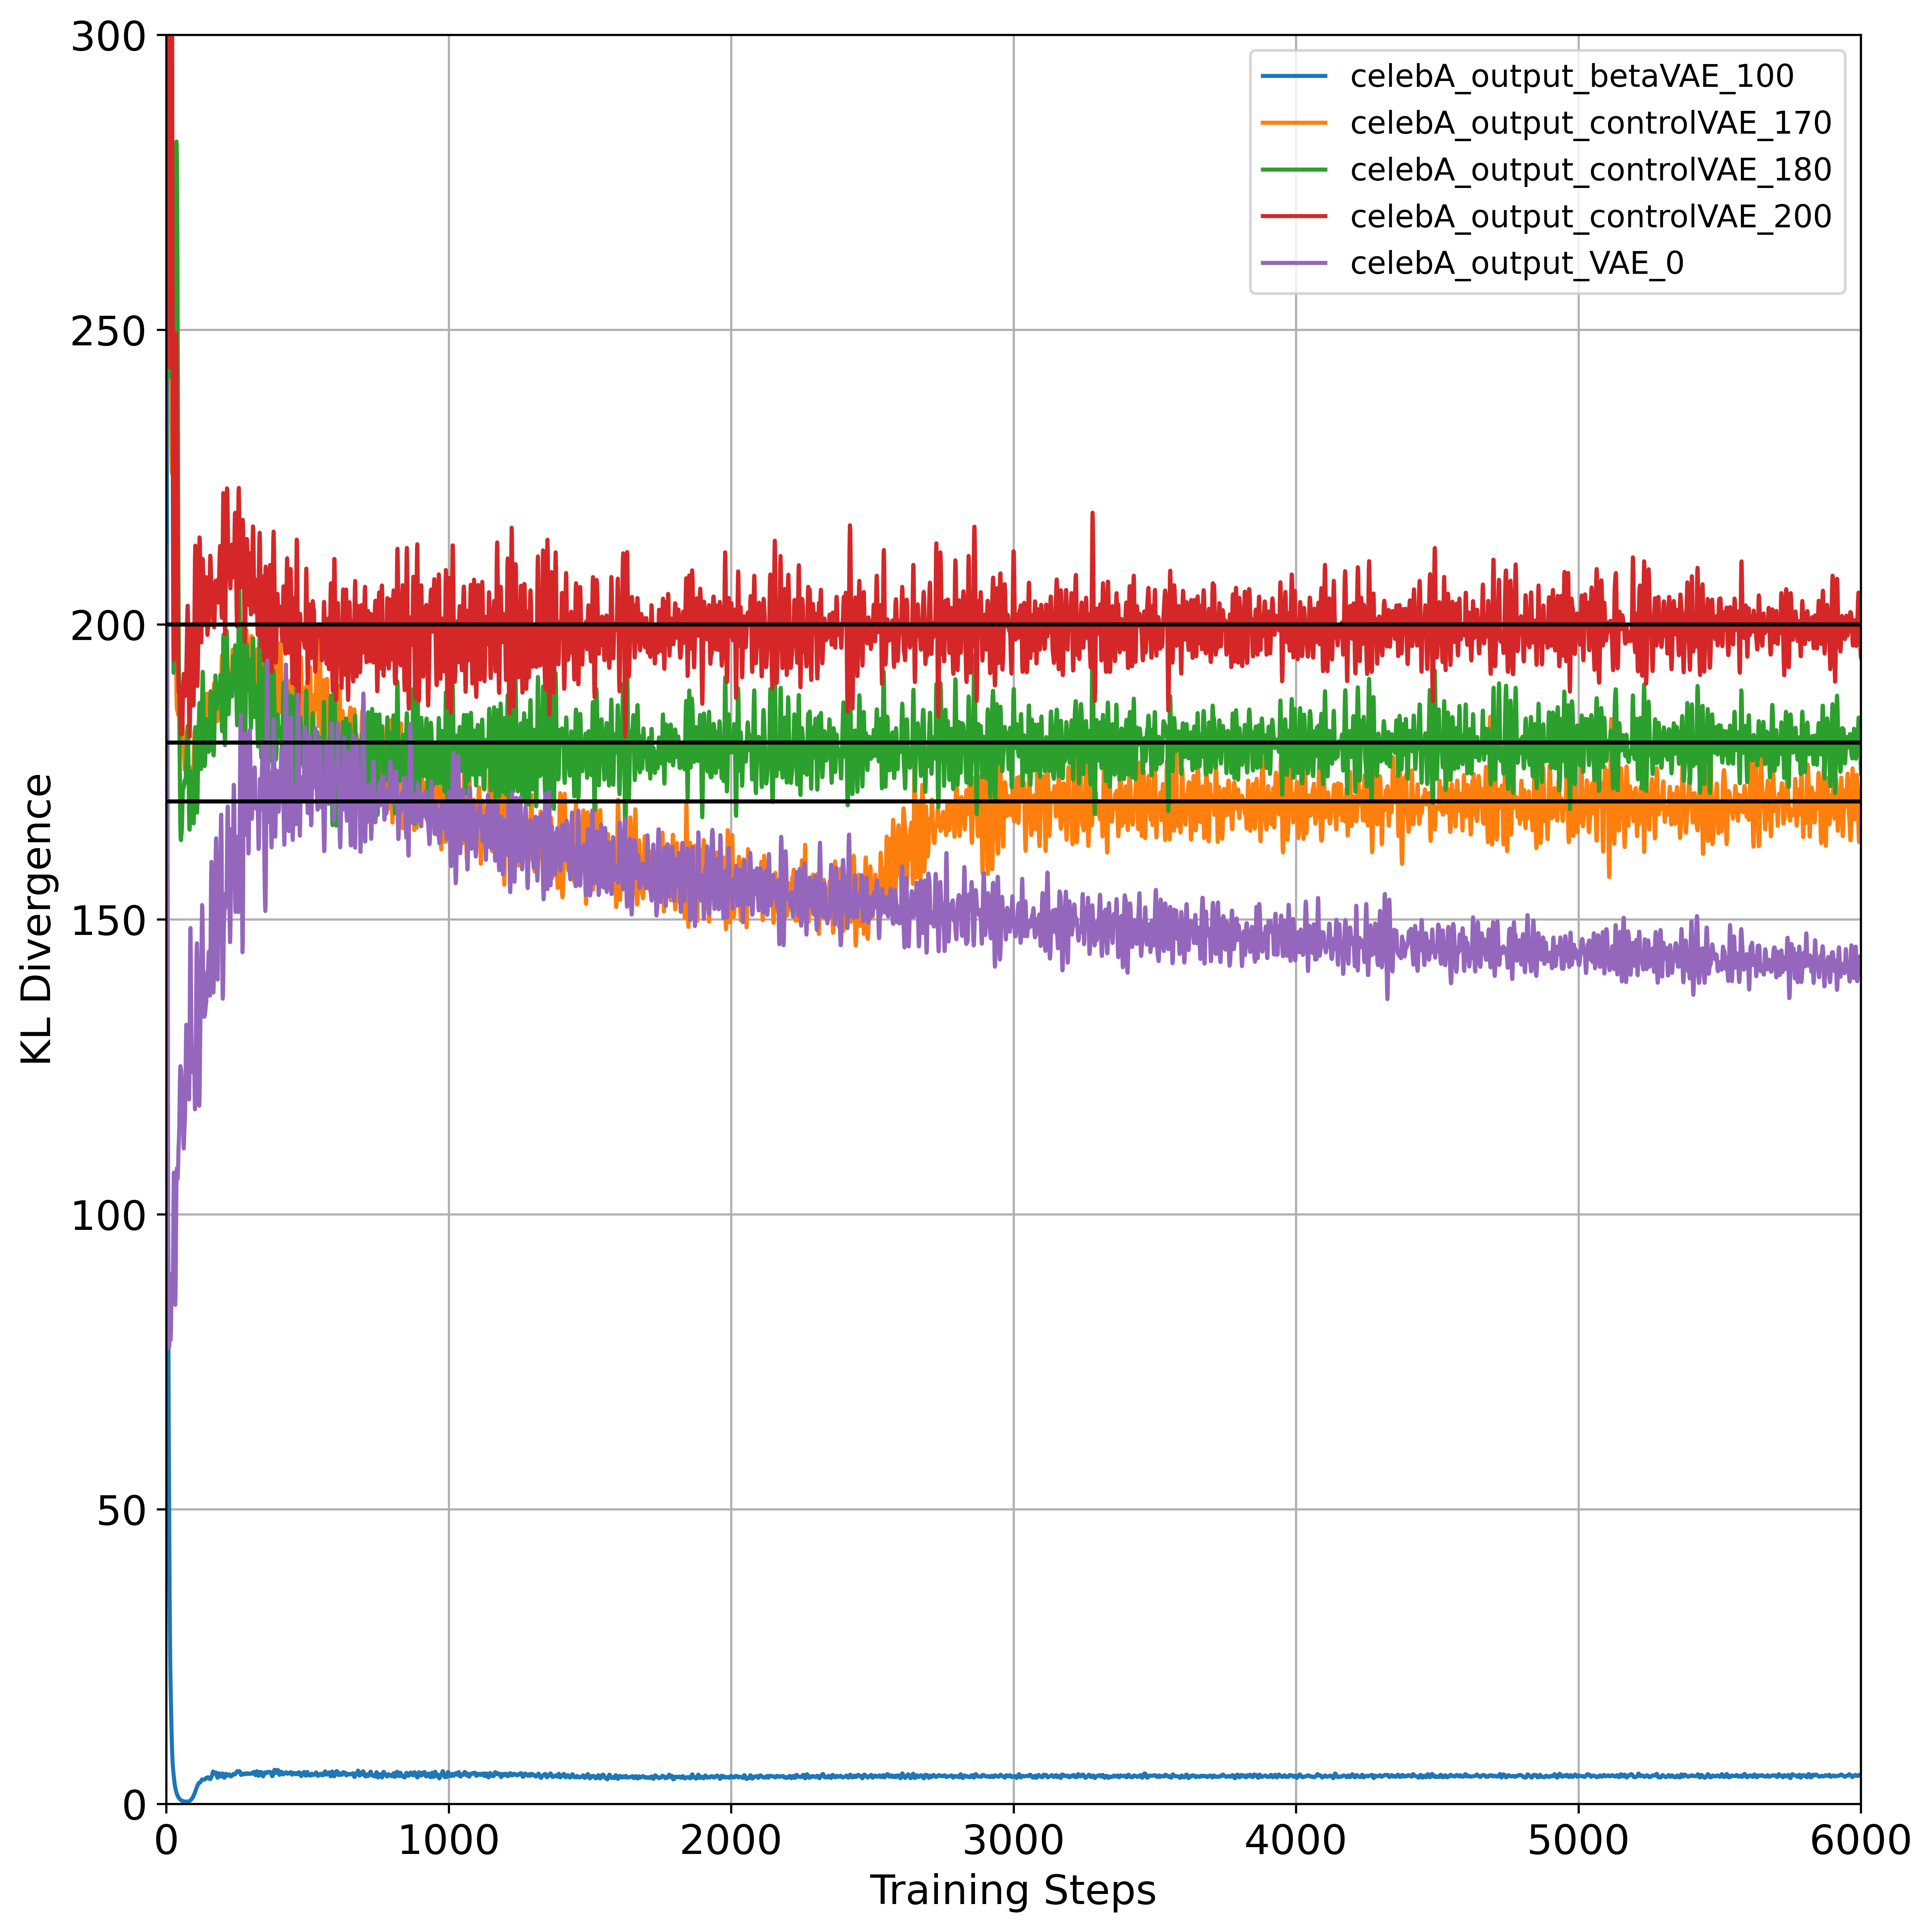 300
250
200
150
100
50
0
KL Divergence
celebA_output_betaVAE_100
celebA_output_controlVAE_170
celebA_output_controlVAE_180
celebA_output_controlVAE_200
celebA_output_VAE_0
0 1000 2000 3000 4000 5000 6000
Training Steps